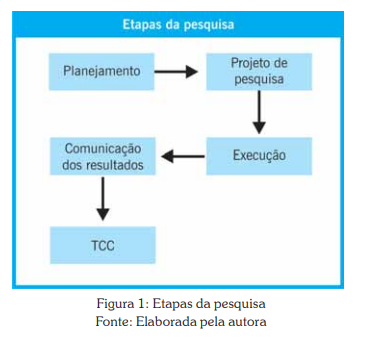 Etapas da pesquisa
Planejamento
Projeto de
pesquisa
Execução
Comunicação
dos resultados
TCC
Figura 1: Etapas da pesquisa
Fonte: Elaborada pela autora